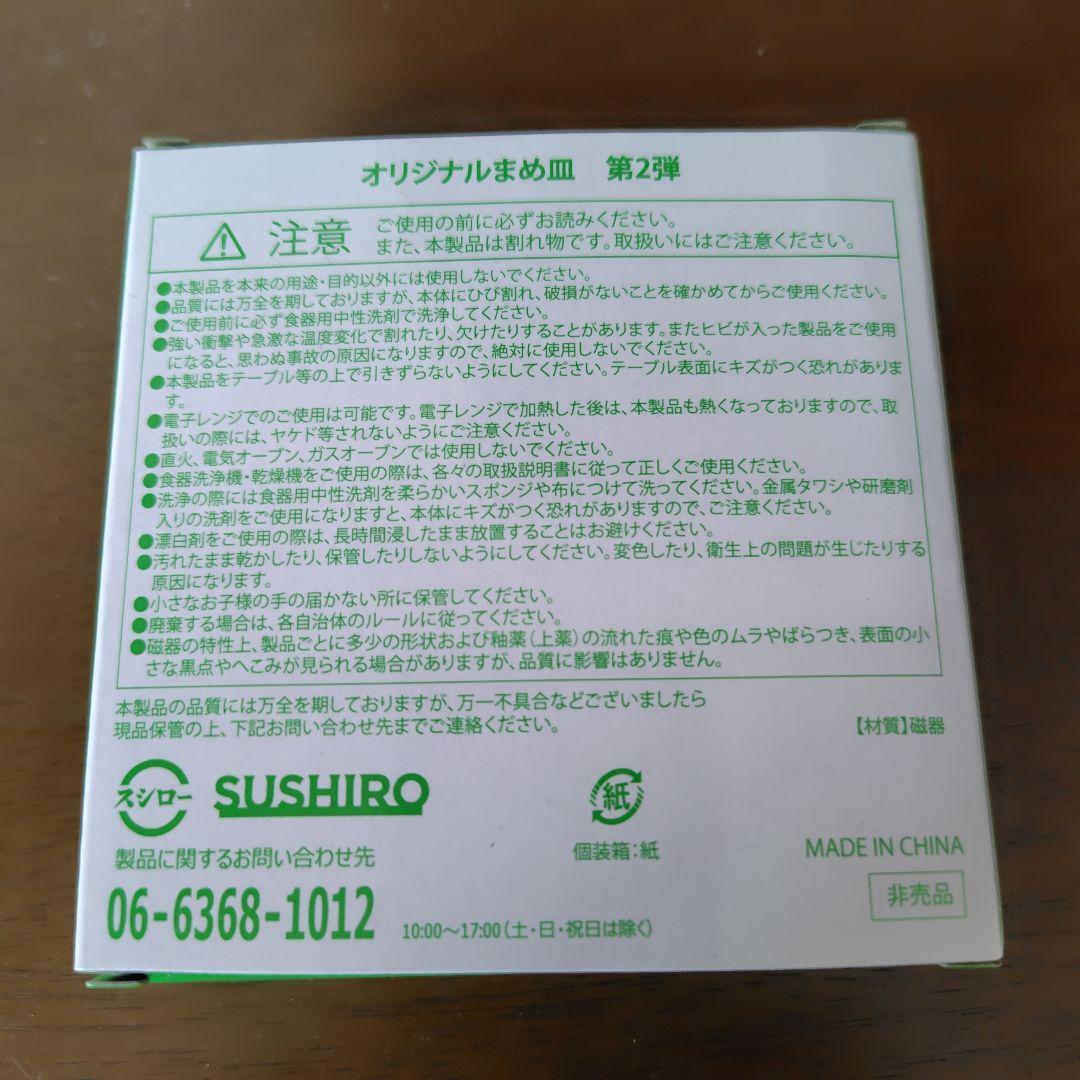 オリジナルまめ皿　第2弾
注意
ご使用の前に必ずお読みください。
また、本製品は割れ物です。取扱いにはご注意ください。
●本製品を本来の用途・目的以外には使用しないでください。
●品質には万全を期しておりますが、本体にひび割れ、破損がないことを確かめてからご使用ください。
●ご使用前に必ず食器用中性洗剤で洗浄してください。
●強い衝撃や急激な温度変化で割れたり、欠けたりすることがあります。またヒビが入った製品をご使用
になると、思わぬ事故の原因になりますので、絶対に使用しないでください。
●本製品をテーブル等の上で引きずらないようにしてください。テーブル表面にキズがつく恐れがありま
す。
●電子レンジでのご使用は可能です。電子レンジで加熱した後は、本製品も熱くなっておりますので、取
扱いの際には、ヤケド等されないようにご注意ください。
●直火、電気オーブン、ガスオーブンでは使用しないでください。
●食器洗浄機・乾燥機をご使用の際は、各々の取扱説明書に従って正しくご使用ください。
●洗浄の際には食器用中性洗剤を柔らかいスポンジや布につけて洗ってください。金属タワシや研磨剤
入りの洗剤をご使用になりますと、本体にキズがつく恐れがありますので、ご注意ください。
●漂白剤をご使用の際は、長時間浸したまま放置することはお避けください。
●汚れたまま乾かしたり、保管したりしないようにしてください。変色したり、衛生上の問題が生じたりする
原因になります。
●小さなお子様の手の届かない所に保管してください。
●廃棄する場合は、各自治体のルールに従ってください。
●磁器の特性上、製品ごとに多少の形状および釉薬（上薬）の流れた痕や色のムラやばらつき、表面の小
さな黒点やへこみが見られる場合がありますが、品質に影響はありません。
本製品の品質には万全を期しておりますが、万一不具合などございましたら
現品保管の上、下記お問い合わせ先までご連絡ください。
【材質】磁器
スシロー SUSHIRO
紙
製品に関するお問い合わせ先
個装箱：紙
MADE IN CHINA
06-6368-1012
10:00〜17:00（土・日・祝日は除く）
非売品